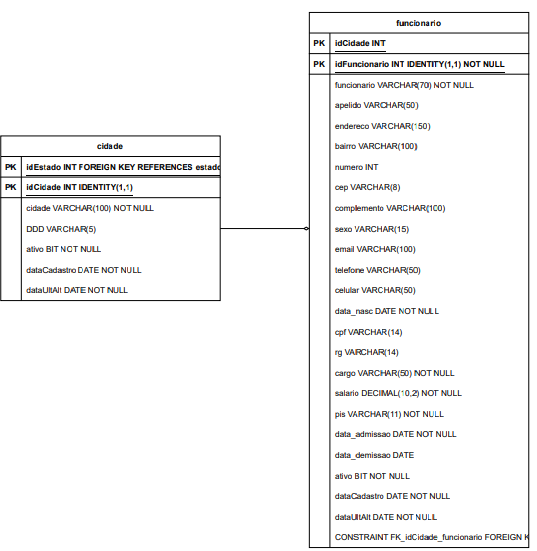 cidade
PK idEstado INT FOREIGN KEY REFERENCES estado
PK idCidade INT IDENTITY(1,1)
cidade VARCHAR(100) NOT NULL
DDD VARCHAR(5)
ativo BIT NOT NULL
dataCadastro DATE NOT NULL
dataUltAlt DATE NOT NULL
funcionario
PK idCidade INT
PK idFuncionario INT IDENTITY(1,1) NOT NULL
funcionario VARCHAR(70) NOT NULL
apelido VARCHAR(50)
endereco VARCHAR(150)
bairro VARCHAR(100)
numero INT
cep VARCHAR(8)
complemento VARCHAR(100)
sexo VARCHAR(15)
email VARCHAR(100)
telefone VARCHAR(50)
celular VARCHAR(50)
data_nasc DATE NOT NULL
cpf VARCHAR(14)
rg VARCHAR(14)
cargo VARCHAR(50) NOT NULL
salario DECIMAL(10,2) NOT NULL
pis VARCHAR(11) NOT NULL
data_admissao DATE NOT NULL
data_demissao DATE
ativo BIT NOT NULL
dataCadastro DATE NOT NULL
dataUltAlt DATE NOT NULL
CONSTRAINT FK_idCidade_funcionario FOREIGN K